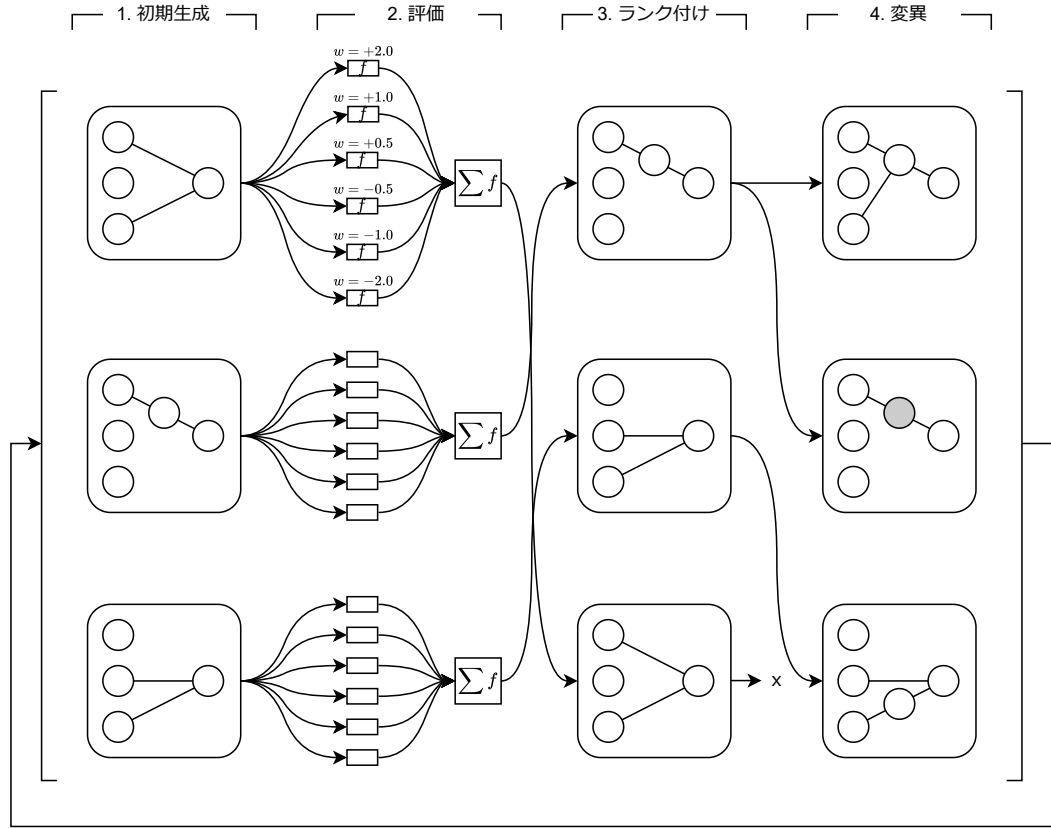 1. 初期生成
2. 評価
3. ランク付け
4. 変異
w = +2.0
f
w = +1.0
f
w = +0.5
f
w = −0.5
f
w = −1.0
f
w = −2.0
f
∑ f
∑ f
∑ f
x